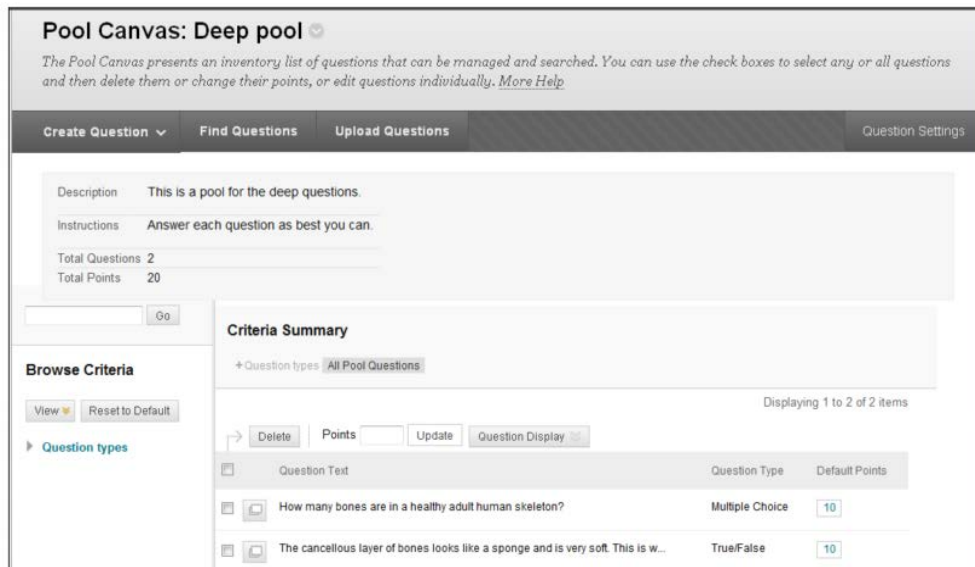 Pool Canvas: Deep pool
The Pool Canvas presents an inventory list of questions that can be managed and searched. You can use the check boxes to select any or all questions
and then delete them or change their points, or edit questions individually. More Help
Create Question Find Questions Upload Questions Question Settings
Description This is a pool for the deep questions.
Instructions Answer each question as best you can.
Total Questions 2
Total Points 20
Go
Criteria Summary
+Question types All Pool Questions
Browse Criteria
View Reset to Default
Displaying 1 to 2 of 2 items
Question types
Delete Points Update Question Display
Question Text Question Type Default Points
How many bones are in a healthy adult human skeleton? Multiple Choice 10
The cancellous layer of bones looks like a sponge and is very soft. This is w... True/False 10